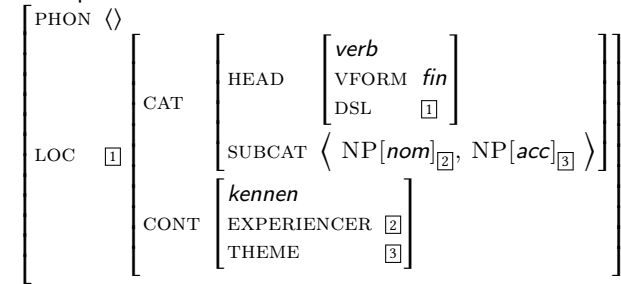 PHON ⟨⟩
verb
HEAD VFORM fin
DSL 1
CAT
SUBCAT ⟨ NP[nom]2, NP[acc]3 ⟩
LOC 1
kennen
CONT EXPERIENCER 2
THEME 3